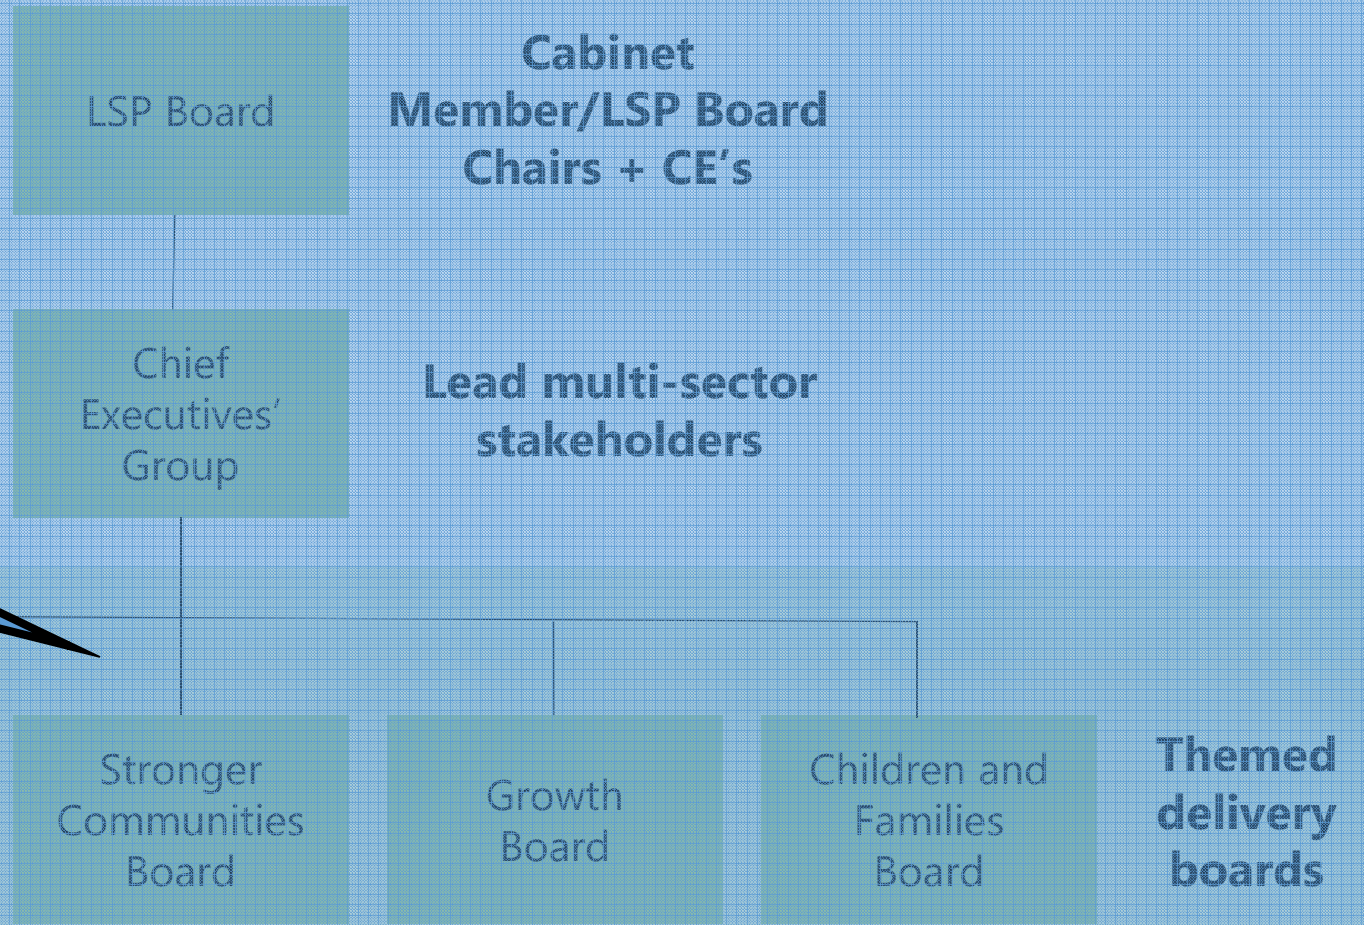 LSP Board
Cabinet
Member/LSP Board
Chairs + CE's
Chief
Executives'
Group
Lead multi-sector
stakeholders
Stronger
Communities
Board
Growth
Board
Children and
Families
Board
Themed
delivery
boards